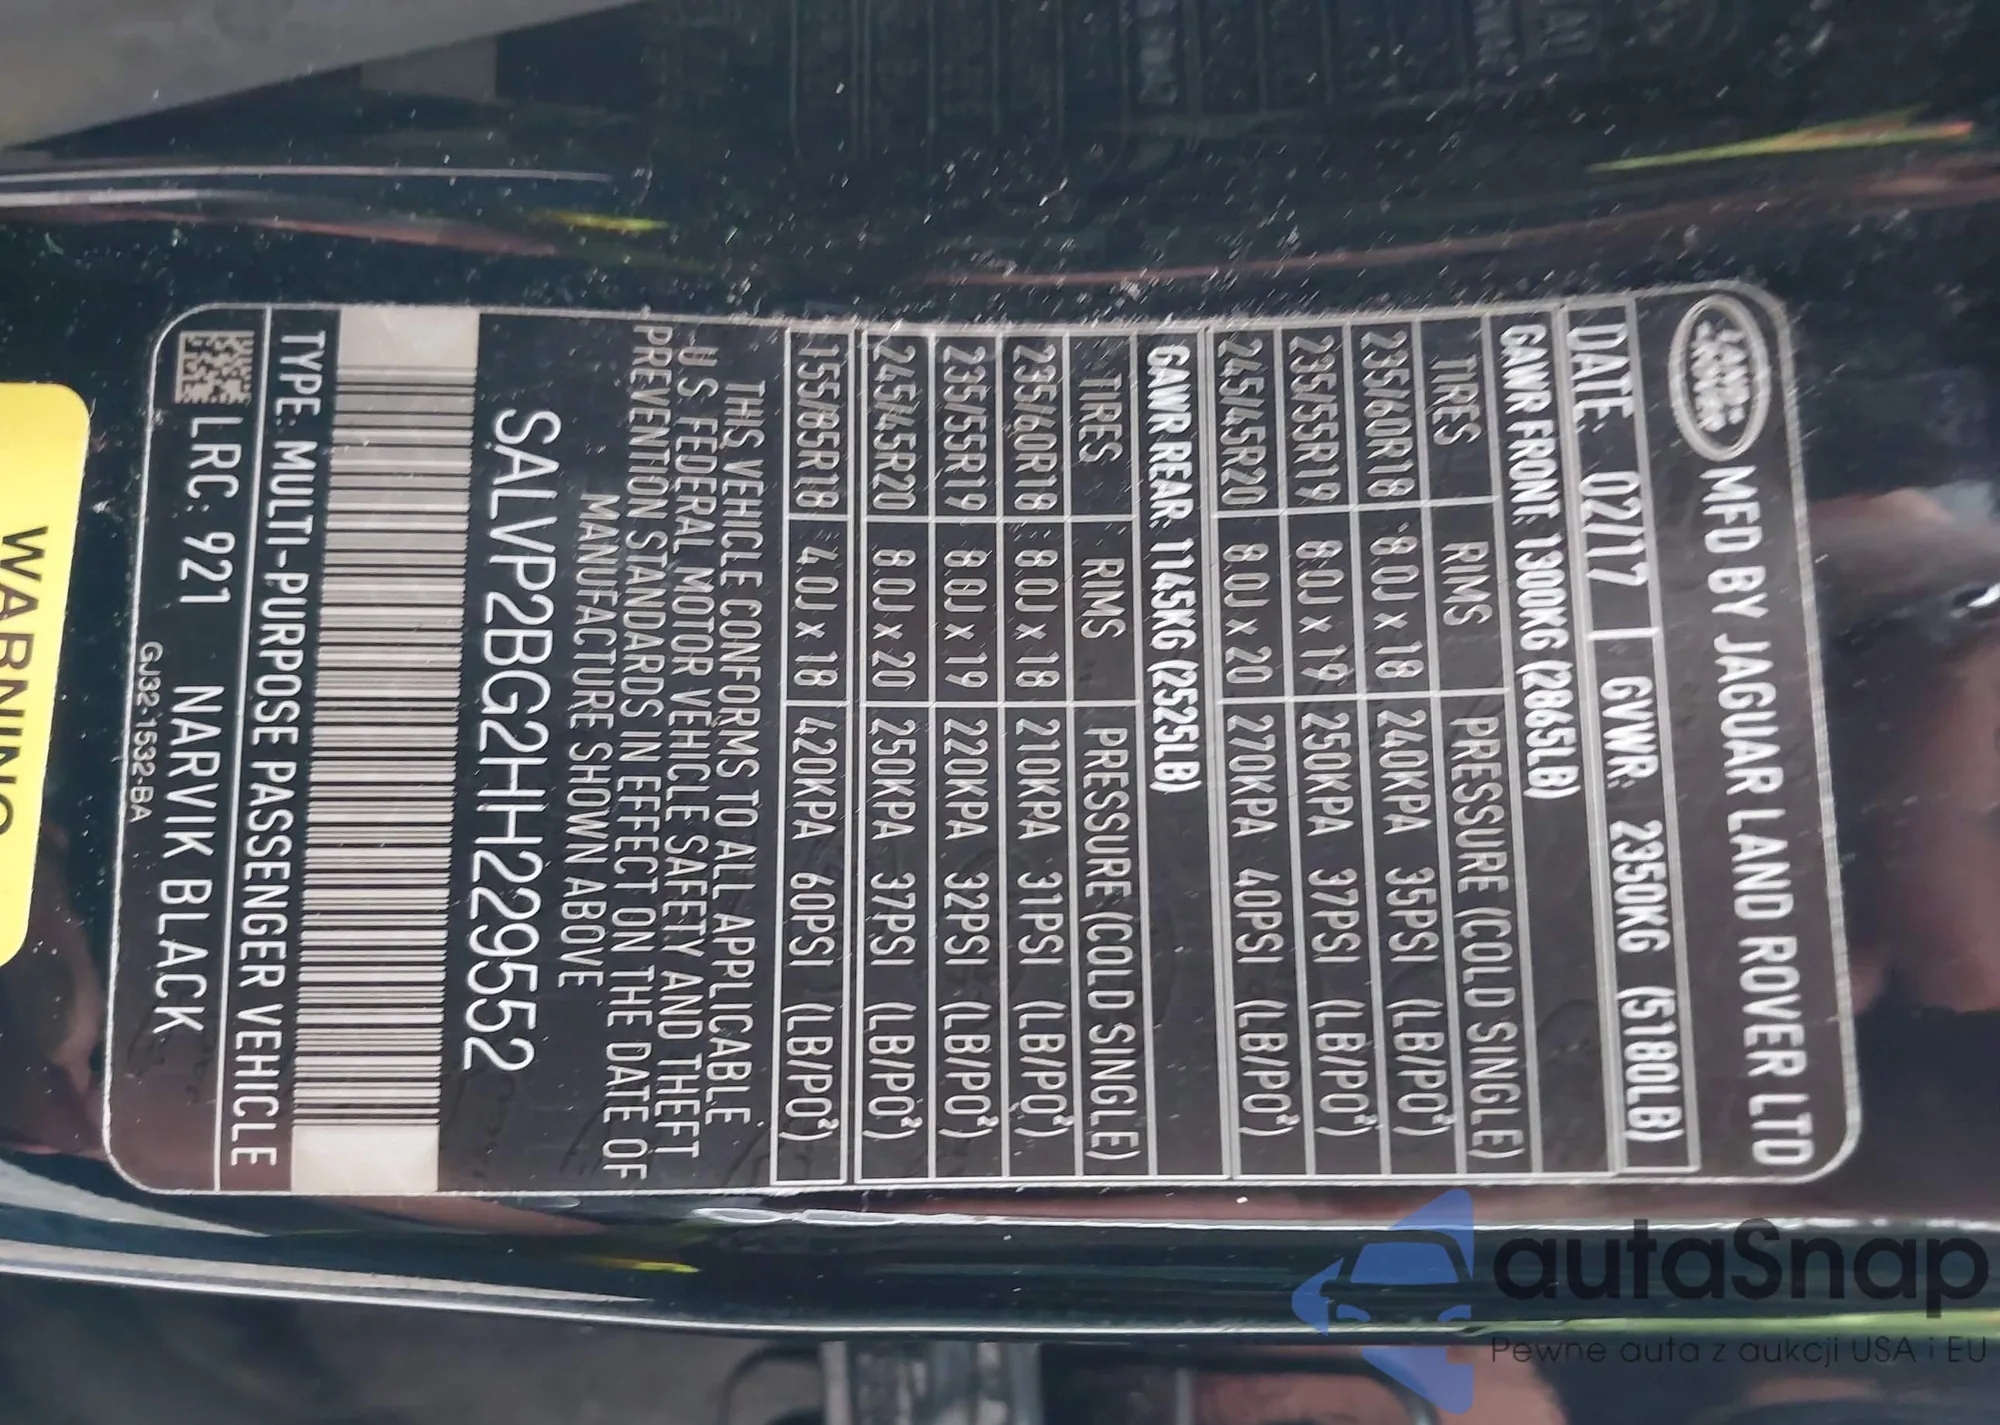 LAND ROVER
MFD BY JAGUAR LAND ROVER LTD
DATE: 02/17 GVWR: 2350KG (5180LB)
GAWR FRONT: 1300KG (2865LB)
TIRES RIMS PRESSURE (COLD SINGLE)
235/60R18 8.0J x 18 240KPA 35PSI (LB/PO²)
235/55R19 8.0J x 19 250KPA 37PSI (LB/PO²)
245/45R20 8.0J x 20 270KPA 40PSI (LB/PO²)
GAWR REAR: 1145KG (2525LB)
TIRES RIMS PRESSURE (COLD SINGLE)
235/60R18 8.0J x 18 210KPA 31PSI (LB/PO²)
235/55R19 8.0J x 19 220KPA 32PSI (LB/PO²)
245/45R20 8.0J x 20 250KPA 37PSI (LB/PO²)
155/85R18 4.0J x 18 420KPA 60PSI (LB/PO²)
THIS VEHICLE CONFORMS TO ALL APPLICABLE
U.S. FEDERAL MOTOR VEHICLE SAFETY AND THEFT
PREVENTION STANDARDS IN EFFECT ON THE DATE OF
MANUFACTURE SHOWN ABOVE
SALVP2BG2HH229552
TYPE: MULTI-PURPOSE PASSENGER VEHICLE
LRC: 921 NARVIK BLACK
GJ32-1532-BA
WARNING
autaSnap
Pewne auta z aukcji USA i EU